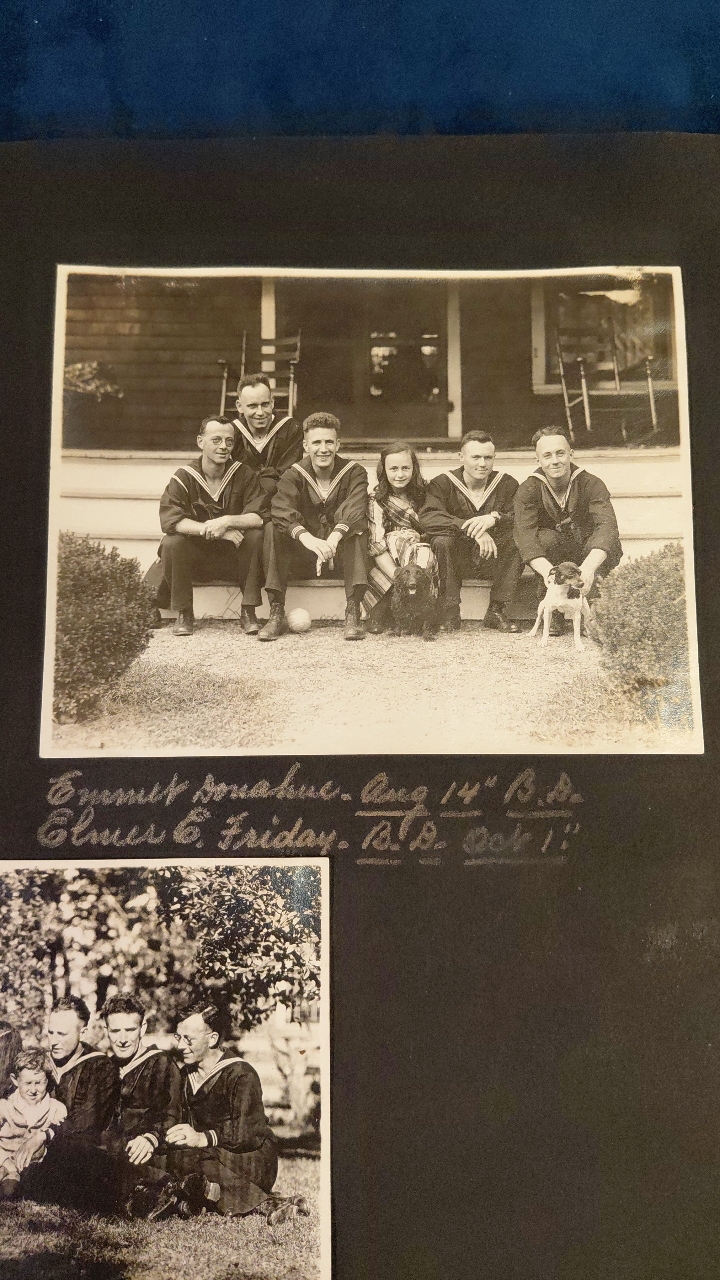 Emmet Donahue - Aug 14" B.D.
Elmer E. Friday - B.D. Oct 1"